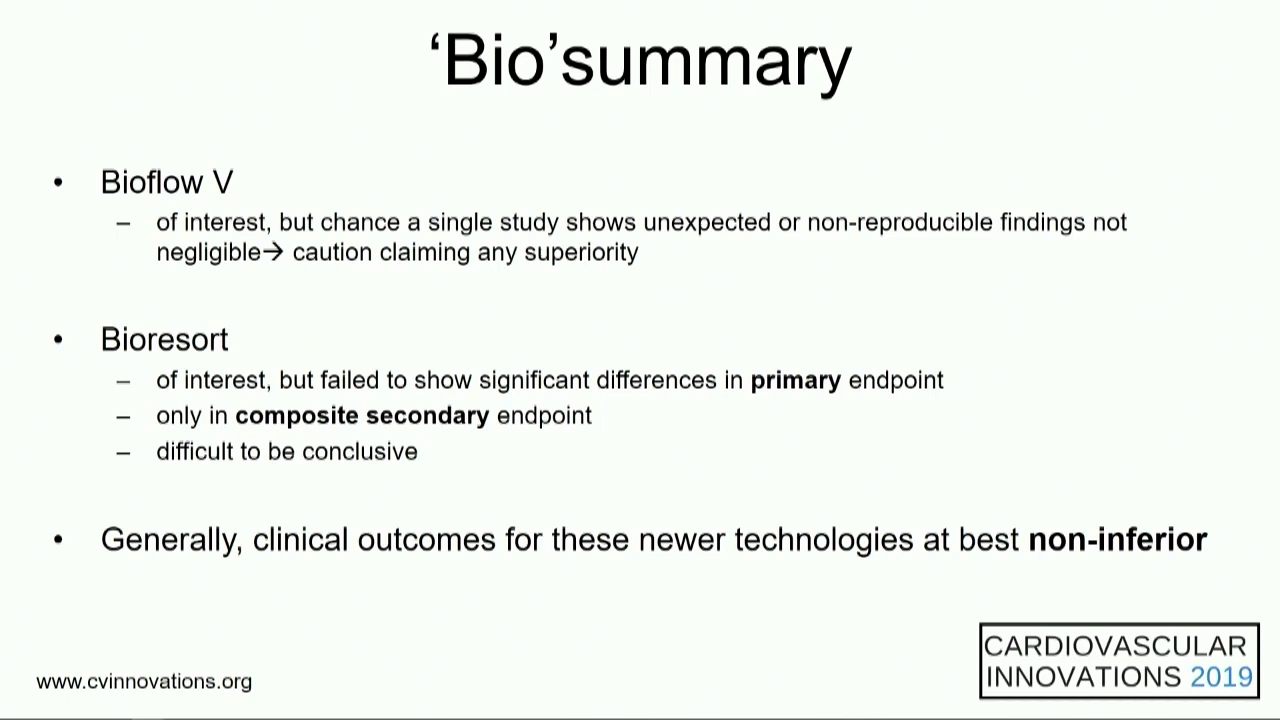 ‘Bio’summary
• Bioflow V
– of interest, but chance a single study shows unexpected or non-reproducible findings not
negligible→ caution claiming any superiority
• Bioresort
– of interest, but failed to show significant differences in primary endpoint
– only in composite secondary endpoint
– difficult to be conclusive
• Generally, clinical outcomes for these newer technologies at best non-inferior
www.cvinnovations.org
CARDIOVASCULAR
INNOVATIONS 2019